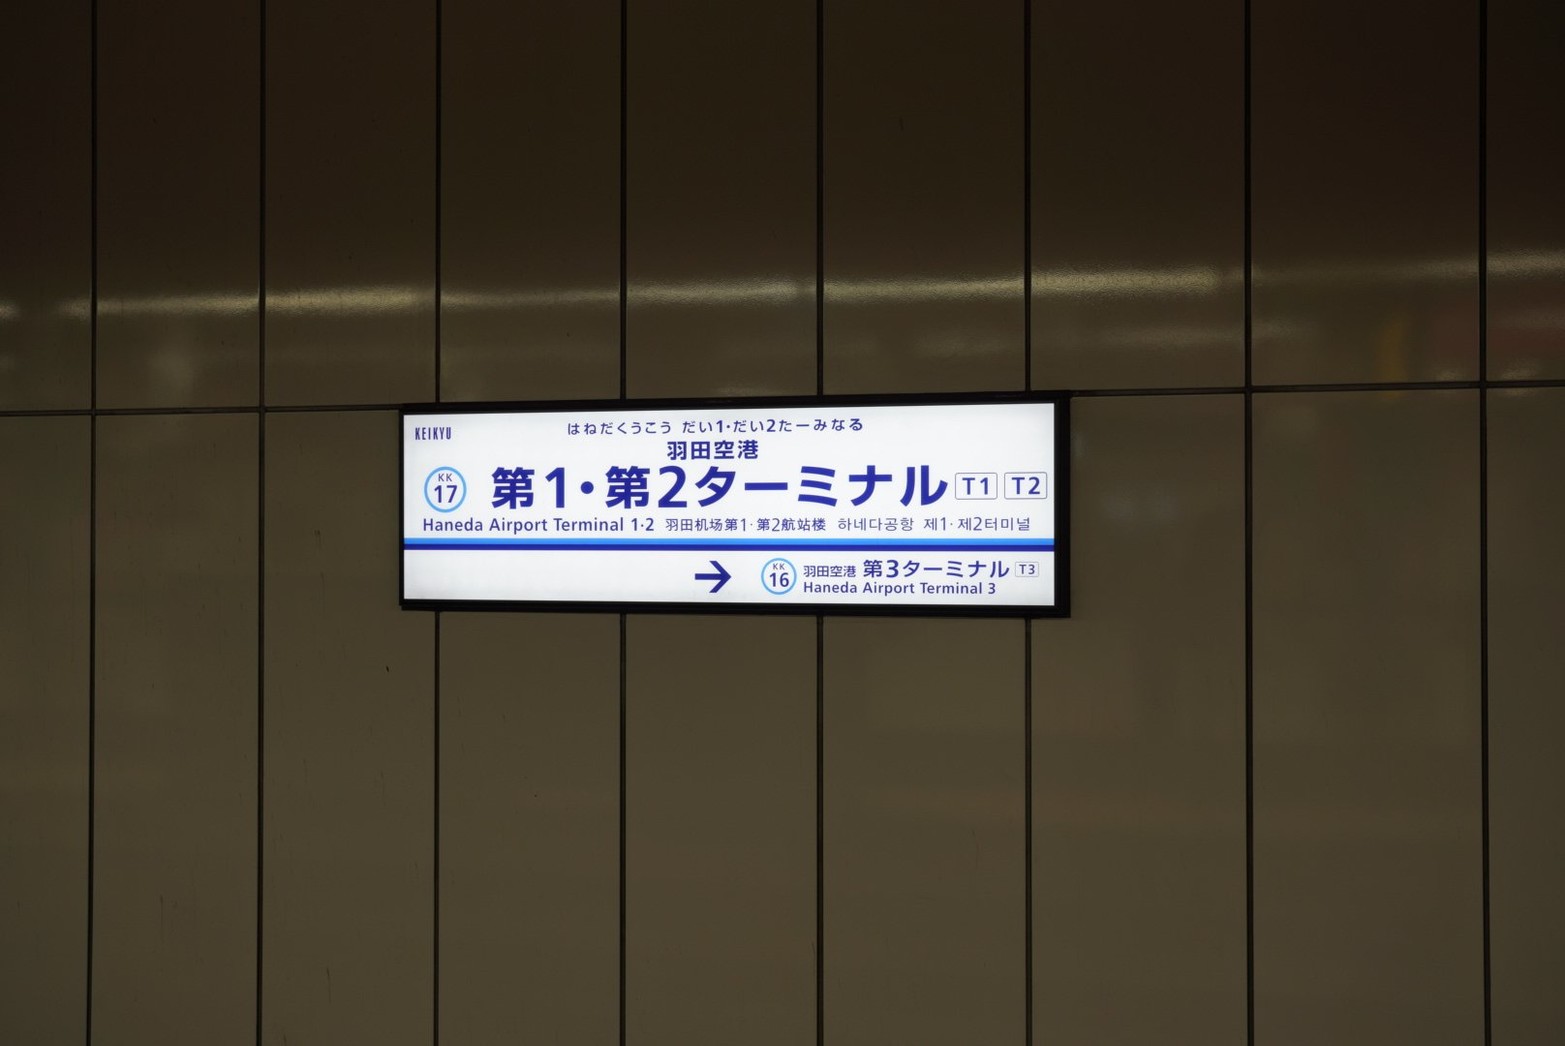 KEIKYU
はねだくうこう だい1・だい2たーみなる
羽田空港
KK
17
第1・第2ターミナル T1 T2
Haneda Airport Terminal 1·2 羽田机场第1·第2航站楼 하네다공항 제1·제2터미널
→
KK
16
羽田空港 第3ターミナル T3
Haneda Airport Terminal 3